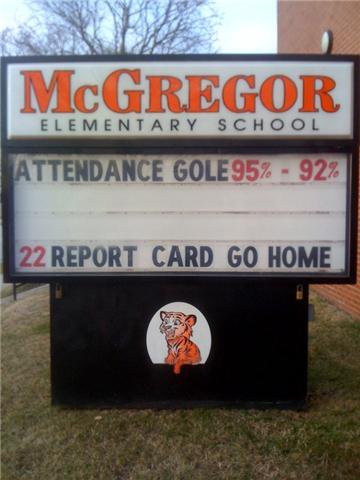 McGREGOR
ELEMENTARY SCHOOL
ATTENDANCE GOLE 95% - 92%
22 REPORT CARD GO HOME